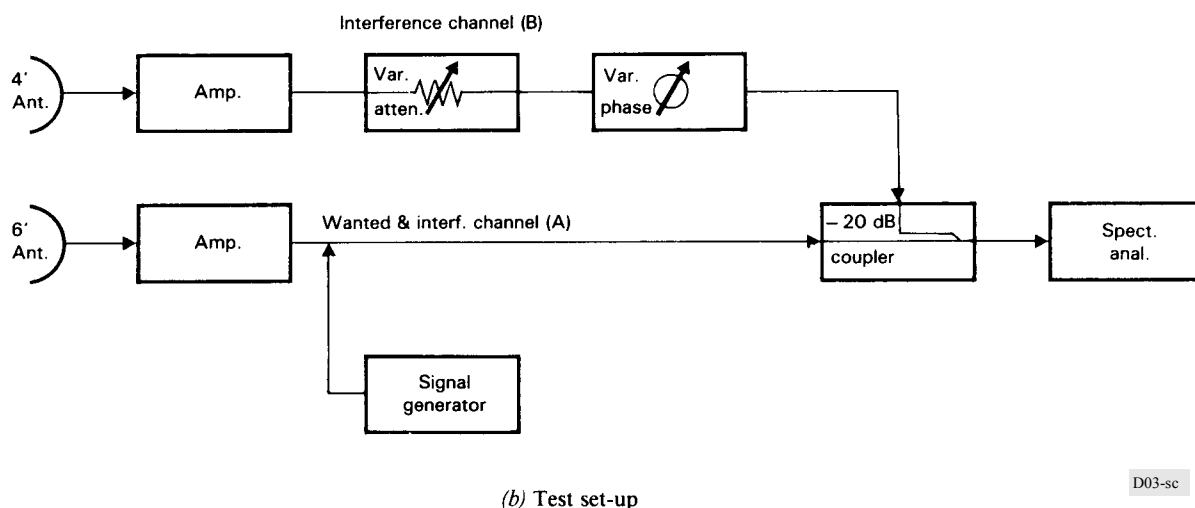 Interference channel (B)
4'
Ant.
Amp.
Var.
atten.
Var.
phase
6'
Ant.
Amp.
Wanted & interf. channel (A)
– 20 dB
coupler
Spect.
anal.
Signal
generator
(b) Test set-up
D03-sc